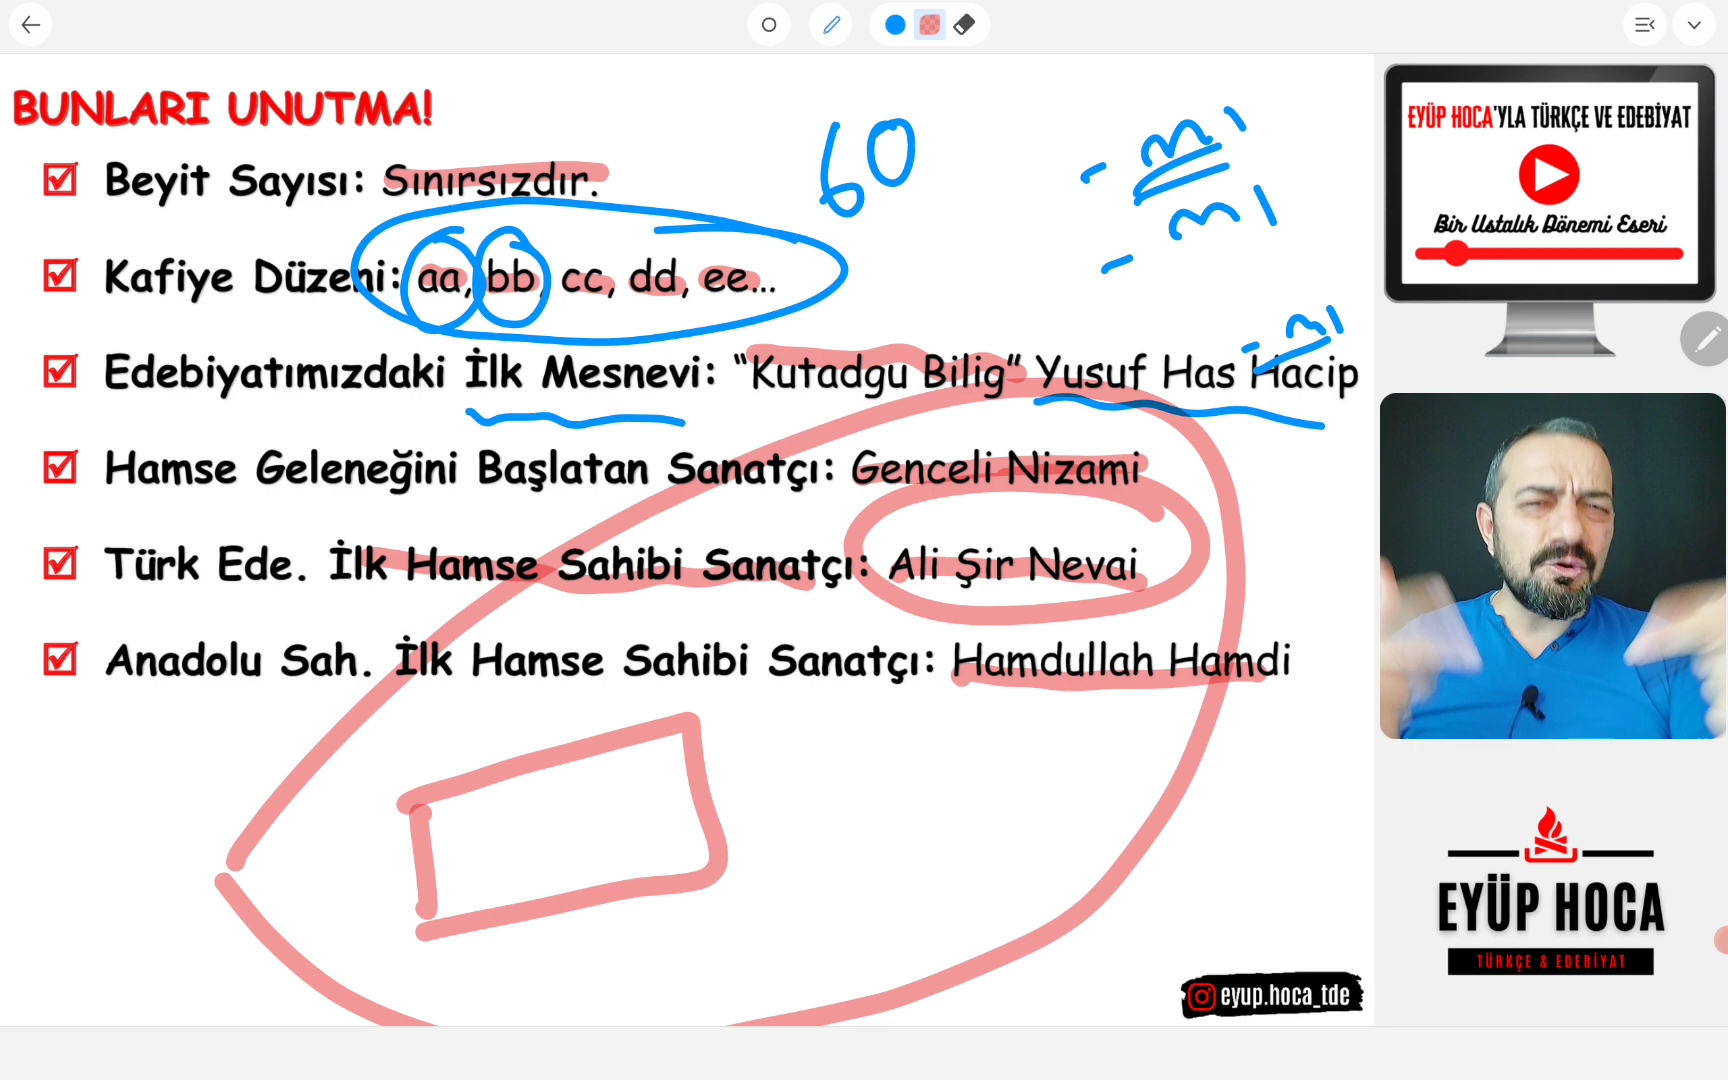 BUNLARI UNUTMA!
Beyit Sayısı: Sınırsızdır.
60
- mı
- mı
Kafiye Düzeni: aa, bb, cc, dd, ee...
- mı
Edebiyatımızdaki İlk Mesnevi: "Kutadgu Bilig" Yusuf Has Hacip
Hamse Geleneğini Başlatan Sanatçı: Genceli Nizami
Türk Ede. İlk Hamse Sahibi Sanatçı: Ali Şir Nevai
Anadolu Sah. İlk Hamse Sahibi Sanatçı: Hamdullah Hamdi
EYÜP HOCA'YLA TÜRKÇE VE EDEBİYAT
Bir Ustalık Dönemi Eseri
EYÜP HOCA
TÜRKÇE & EDEBİYAT
eyup.hoca_tde